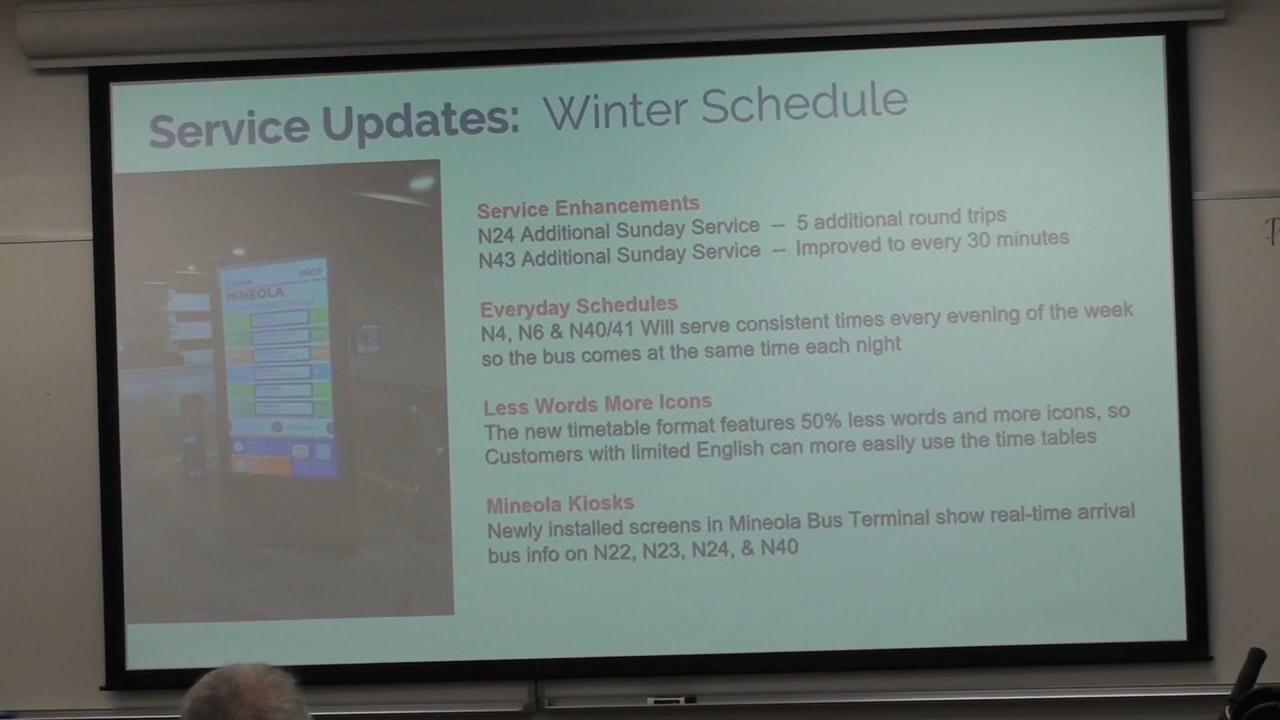 Service Updates: Winter Schedule
nice
MINEOLA
Service Enhancements
N24 Additional Sunday Service -- 5 additional round trips
N43 Additional Sunday Service -- Improved to every 30 minutes
Everyday Schedules
N4, N6 & N40/41 Will serve consistent times every evening of the week
so the bus comes at the same time each night
Less Words More Icons
The new timetable format features 50% less words and more icons, so
Customers with limited English can more easily use the time tables
Mineola Kiosks
Newly installed screens in Mineola Bus Terminal show real-time arrival
bus info on N22, N23, N24, & N40